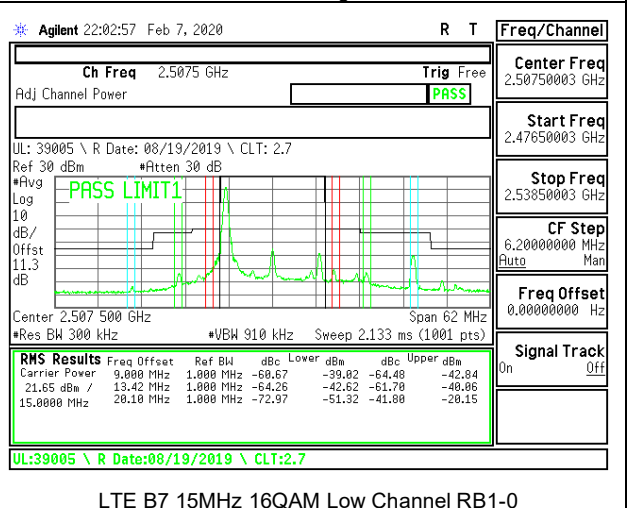 Agilent 22:02:57 Feb 7, 2020 R T
Freq/Channel
Ch Freq 2.5075 GHz Trig Free
Adj Channel Power PASS
UL: 39005 \ R Date: 08/19/2019 \ CLT: 2.7
Ref 30 dBm #Atten 30 dB
#Avg
Log
10
dB/
Offst
11.3
dB
PASS LIMIT1
Center 2.507 500 GHz Span 62 MHz
#Res BW 300 kHz #VBW 910 kHz Sweep 2.133 ms (1001 pts)
RMS Results Freq Offset Ref BW dBc Lower dBm dBc Upper dBm
Carrier Power 9.000 MHz 1.000 MHz -60.67 -39.02 -64.48 -42.84
21.65 dBm / 13.42 MHz 1.000 MHz -64.26 -42.62 -61.70 -40.06
15.0000 MHz 20.10 MHz 1.000 MHz -72.97 -51.32 -41.80 -20.15
UL:39005 \ R Date:08/19/2019 \ CLT:2.7
Center Freq
2.50750003 GHz
Start Freq
2.47650003 GHz
Stop Freq
2.53850003 GHz
CF Step
6.20000000 MHz
Auto Man
Freq Offset
0.00000000 Hz
Signal Track
On Off
LTE B7 15MHz 16QAM Low Channel RB1-0